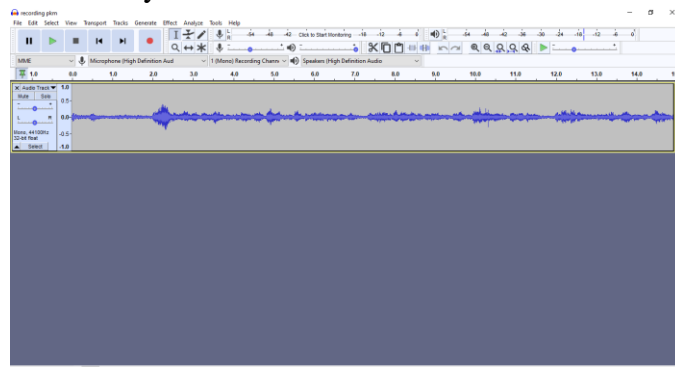 recording pkm
File Edit Select View Transport Tracks Generate Effect Analyze Tools Help
L R -54 -48 -42 Click to Start Monitoring -18 -12 -6 0 L R -54 -48 -42 -36 -30 -24 -18 -12 -6 0
MME Microphone (High Definition Aud 1 (Mono) Recording Chann Speakers (High Definition Audio
1.0 0.0 1.0 2.0 3.0 4.0 5.0 6.0 7.0 8.0 9.0 10.0 11.0 12.0 13.0 14.0
X Audio Track 1.0
Mute Solo
- + 0.5
L R 0.0
Mono, 44100Hz -0.5
32-bit float
Select -1.0